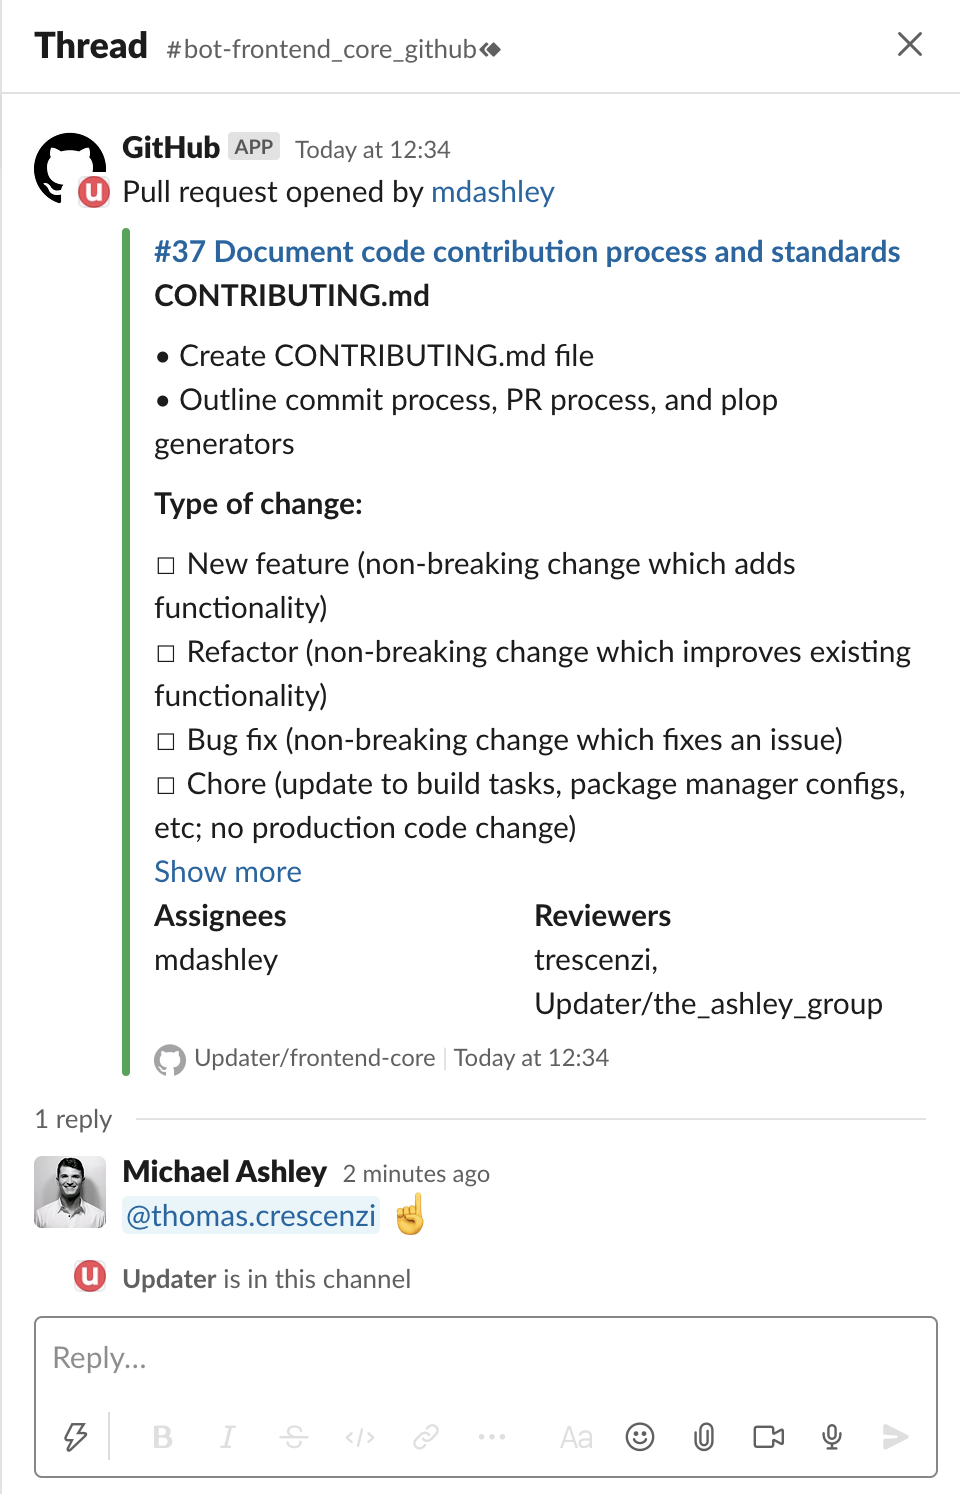 Thread #bot-frontend_core_github
GitHub APP Today at 12:34
Pull request opened by mdashley
#37 Document code contribution process and standards
CONTRIBUTING.md
• Create CONTRIBUTING.md file
• Outline commit process, PR process, and plop
generators
Type of change:
☐ New feature (non-breaking change which adds
functionality)
☐ Refactor (non-breaking change which improves existing
functionality)
☐ Bug fix (non-breaking change which fixes an issue)
☐ Chore (update to build tasks, package manager configs,
etc; no production code change)
Show more
Assignees Reviewers
mdashley trescenzi,
Updater/the_ashley_group
Updater/frontend-core | Today at 12:34
1 reply
Michael Ashley 2 minutes ago
@thomas.crescenzi ☝️
u Updater is in this channel
Reply...
B I S </> ... Aa